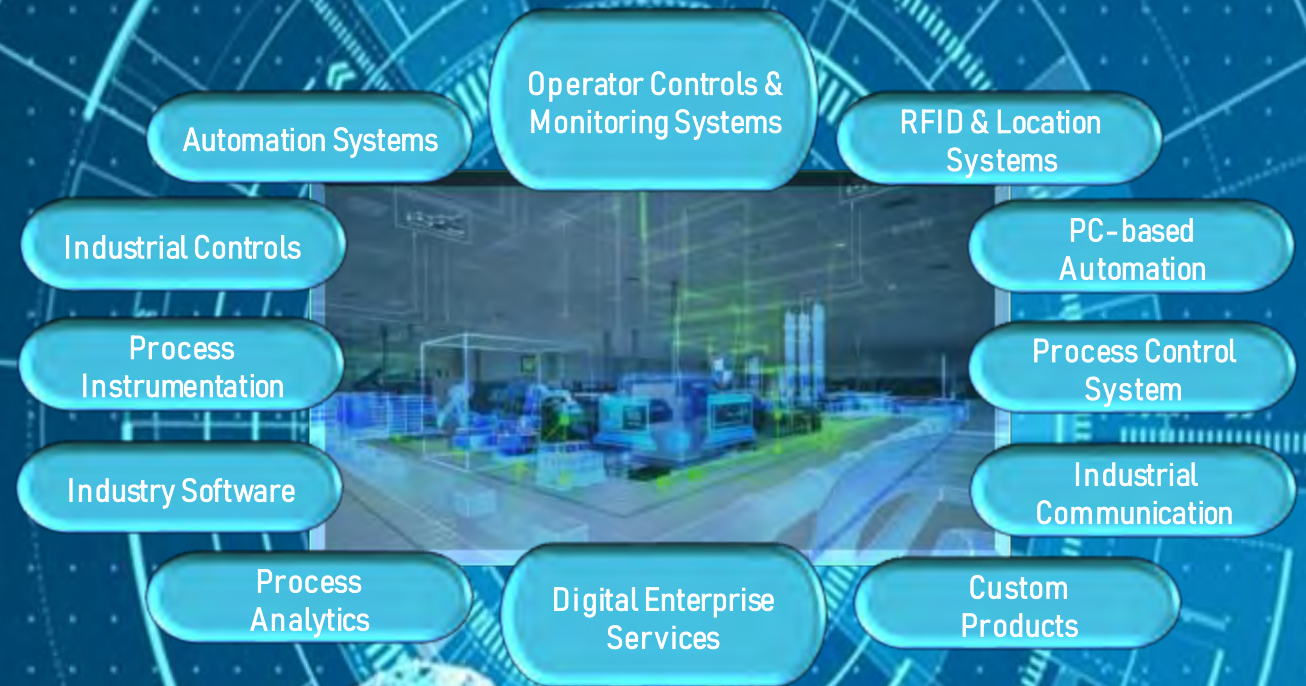 Operator Controls &
Monitoring Systems
Automation Systems
RFID & Location
Systems
Industrial Controls
PC-based
Automation
Process
Instrumentation
Process Control
System
Industry Software
Industrial
Communication
Process
Analytics
Digital Enterprise
Services
Custom
Products